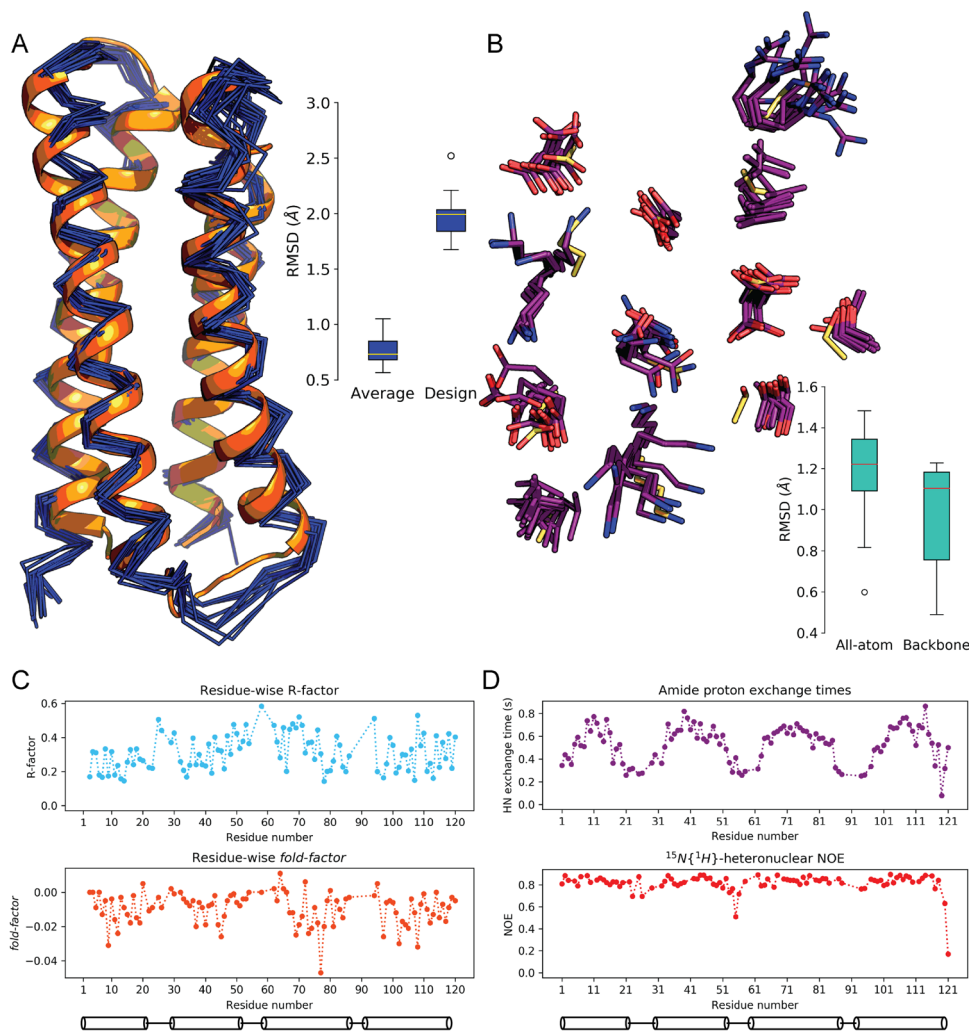 A
B
3.0
2.5
2.0
1.5
1.0
0.5
RMSD (Å)
Average Design
1.6
1.4
1.2
1.0
0.8
0.6
0.4
RMSD (Å)
All-atom Backbone
C
Residue-wise R-factor
0.6
0.4
0.2
0.0
R-factor
1 11 20 29 40 51 60 70 80 90 100 110 120
Residue number
Residue-wise fold-factor
0.00
−0.02
−0.04
fold-factor
1 11 20 29 40 51 60 70 80 90 100 110 120
Residue number
D
Amide proton exchange times
0.8
0.6
0.4
0.2
0.0
HN exchange time (s)
1 11 21 31 41 51 61 71 81 91 101 111 121
Residue number
¹⁵N{¹H}-heteronuclear NOE
0.8
0.6
0.4
0.2
0.0
NOE
1 11 21 31 41 51 61 71 81 91 101 111 121
Residue number